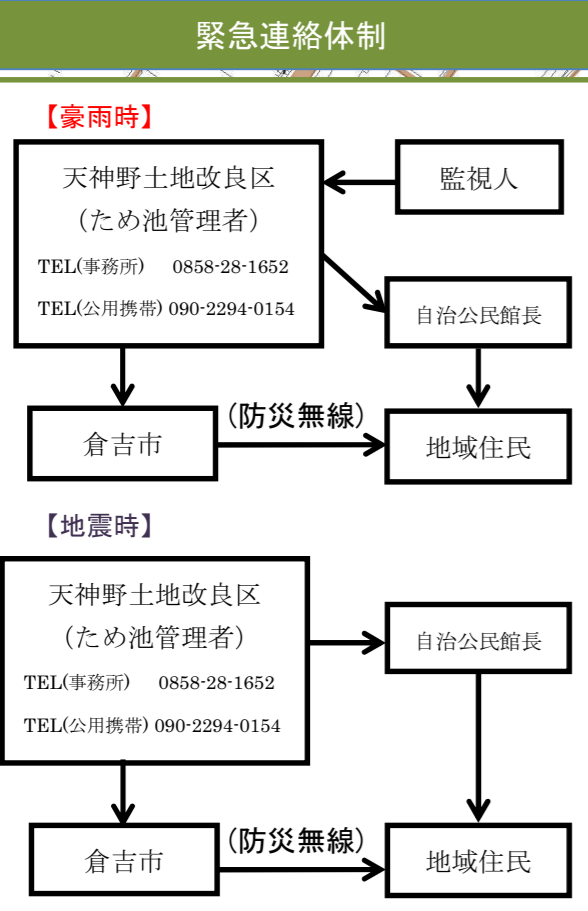 緊急連絡体制
【豪雨時】
天神野土地改良区
（ため池管理者）
TEL(事務所)　0858-28-1652
TEL(公用携帯) 090-2294-0154
監視人
自治公民館長
倉吉市
（防災無線）
地域住民
【地震時】
天神野土地改良区
（ため池管理者）
TEL(事務所)　0858-28-1652
TEL(公用携帯) 090-2294-0154
自治公民館長
倉吉市
（防災無線）
地域住民